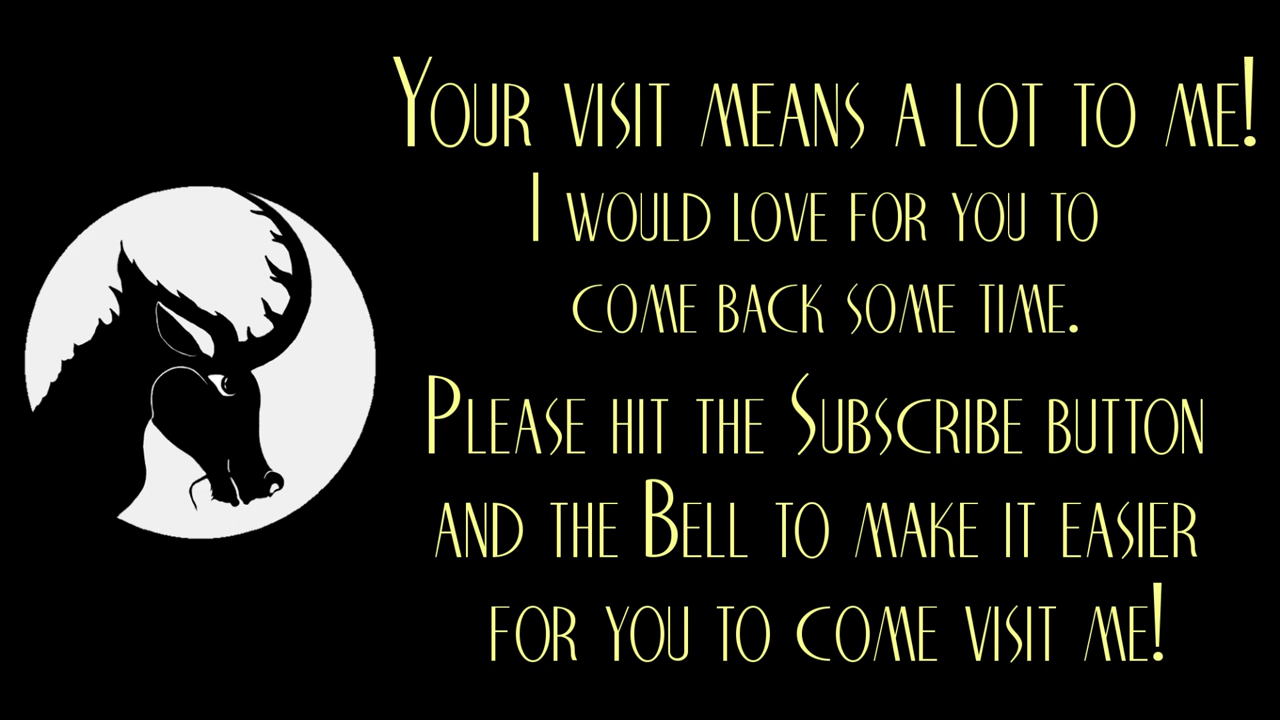 Your visit means a lot to me!
I would love for you to
come back some time.
Please hit the Subscribe button
and the Bell to make it easier
for you to come visit me!